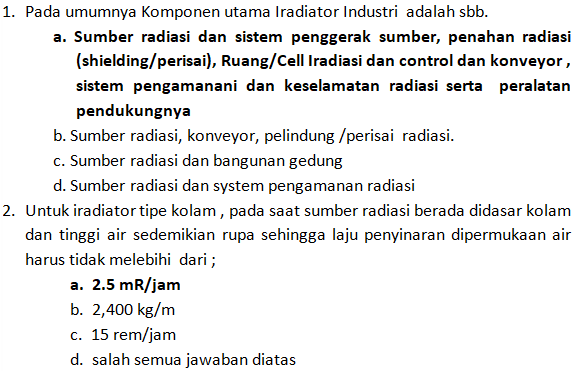 1. Pada umumnya Komponen utama Iradiator Industri adalah sbb.
a. Sumber radiasi dan sistem penggerak sumber, penahan radiasi
(shielding/perisai), Ruang/Cell Iradiasi dan control dan konveyor ,
sistem pengamanani dan keselamatan radiasi serta peralatan
pendukungnya
b. Sumber radiasi, konveyor, pelindung /perisai radiasi.
c. Sumber radiasi dan bangunan gedung
d. Sumber radiasi dan system pengamanan radiasi
2. Untuk iradiator tipe kolam , pada saat sumber radiasi berada didasar kolam
dan tinggi air sedemikian rupa sehingga laju penyinaran dipermukaan air
harus tidak melebihi dari ;
a. 2.5 mR/jam
b. 2,400 kg/m
c. 15 rem/jam
d. salah semua jawaban diatas